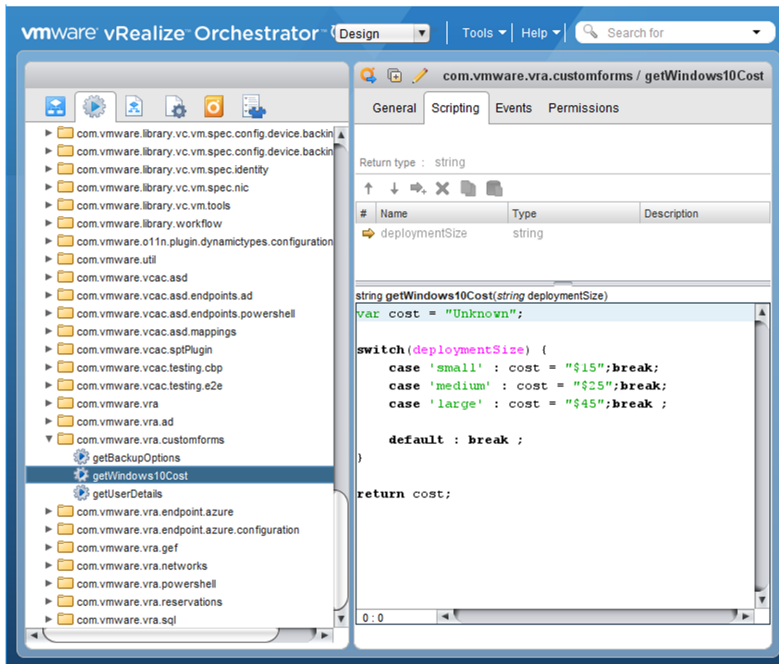 vmware vRealize Orchestrator Design Tools Help Search for
com.vmware.vra.customforms / getWindows10Cost
General Scripting Events Permissions
com.vmware.library.vc.vm.spec.config.device.backin
com.vmware.library.vc.vm.spec.config.device.backin
com.vmware.library.vc.vm.spec.identity
com.vmware.library.vc.vm.spec.nic
com.vmware.library.vc.vm.tools
com.vmware.library.workflow
com.vmware.o11n.plugin.dynamictypes.configuration
com.vmware.util
com.vmware.vcac.asd
com.vmware.vcac.asd.endpoints.ad
com.vmware.vcac.asd.endpoints.powershell
com.vmware.vcac.asd.mappings
com.vmware.vcac.sptPlugin
com.vmware.vcac.testing.cbp
com.vmware.vcac.testing.e2e
com.vmware.vra
com.vmware.vra.ad
com.vmware.vra.customforms
getBackupOptions
getWindows10Cost
getUserDetails
com.vmware.vra.endpoint.azure
com.vmware.vra.endpoint.azure.configuration
com.vmware.vra.gef
com.vmware.vra.networks
com.vmware.vra.powershell
com.vmware.vra.reservations
com.vmware.vra.sql
Return type : string
# Name Type Description
deploymentSize string
string getWindows10Cost(string deploymentSize)
var cost = "Unknown";
switch(deploymentSize) {
case 'small' : cost = "$15";break;
case 'medium' : cost = "$25";break;
case 'large' : cost = "$45";break ;
default : break ;
}
return cost;
0 : 0